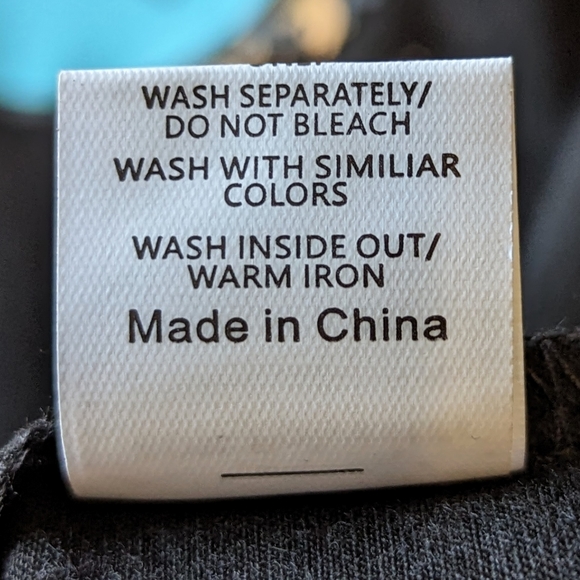 WASH SEPARATELY/
DO NOT BLEACH
WASH WITH SIMILIAR
COLORS
WASH INSIDE OUT/
WARM IRON
Made in China